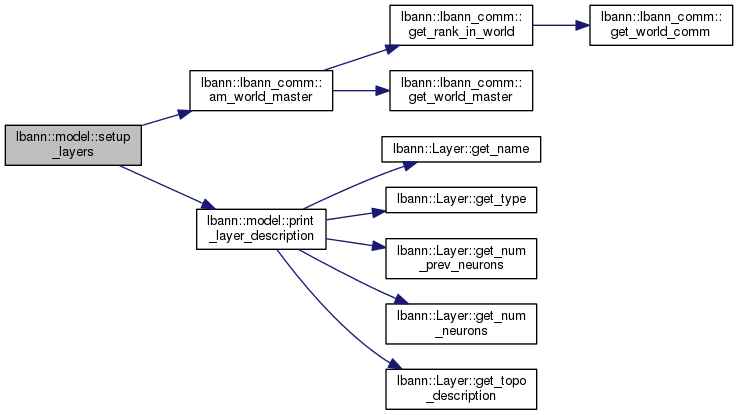 lbann::model::setup
_layers
lbann::lbann_comm::
am_world_master
lbann::lbann_comm::
get_rank_in_world
lbann::lbann_comm::
get_world_comm
lbann::lbann_comm::
get_world_master
lbann::model::print
_layer_description
lbann::Layer::get_name
lbann::Layer::get_type
lbann::Layer::get_num
_prev_neurons
lbann::Layer::get_num
_neurons
lbann::Layer::get_topo
_description